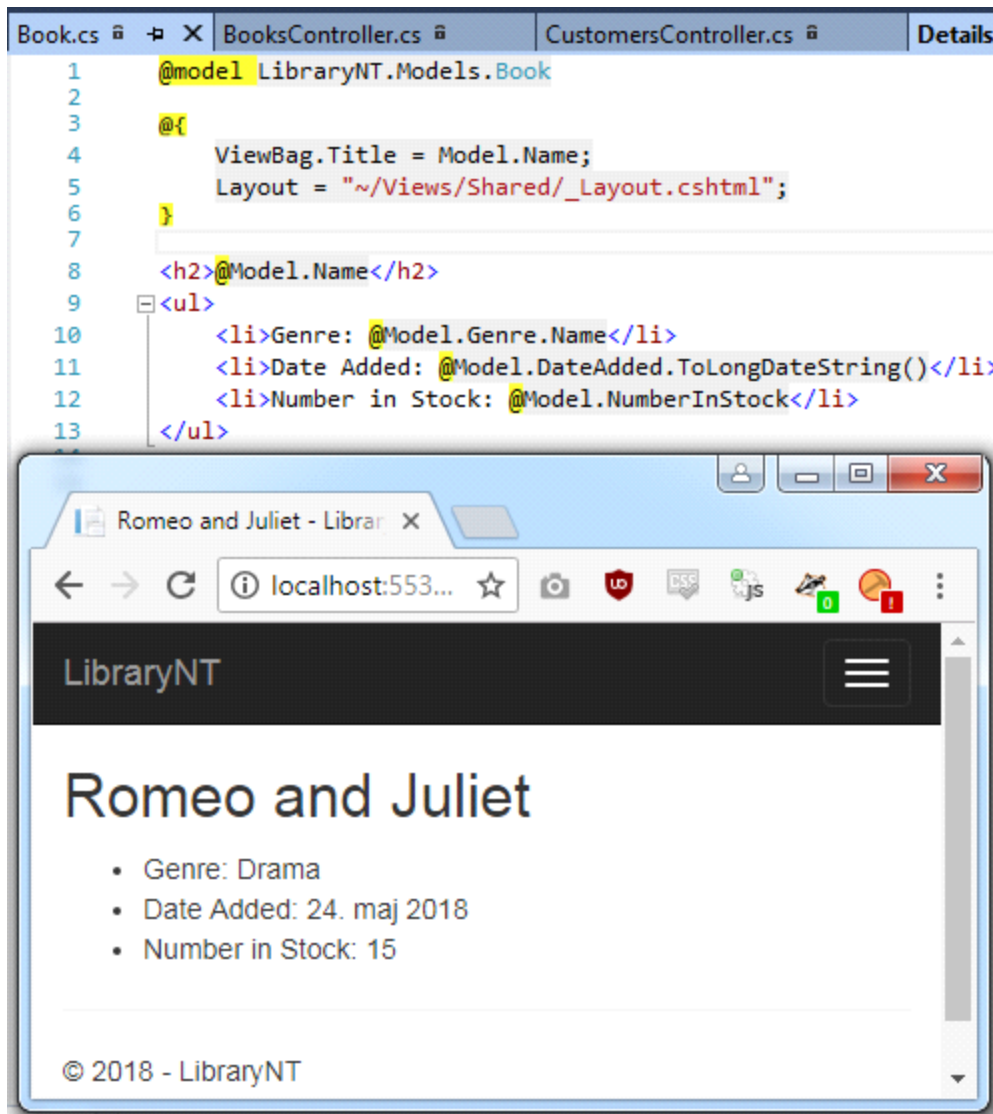 Book.cs BooksController.cs CustomersController.cs Details
1 @model LibraryNT.Models.Book
2
3 @{
4 ViewBag.Title = Model.Name;
5 Layout = "~/Views/Shared/_Layout.cshtml";
6 }
7
8 <h2>@Model.Name</h2>
9 <ul>
10 <li>Genre: @Model.Genre.Name</li>
11 <li>Date Added: @Model.DateAdded.ToLongDateString()</li>
12 <li>Number in Stock: @Model.NumberInStock</li>
13 </ul>
Romeo and Juliet - Librar
localhost:553... CSS js 0 !
LibraryNT
Romeo and Juliet
• Genre: Drama
• Date Added: 24. maj 2018
• Number in Stock: 15
© 2018 - LibraryNT